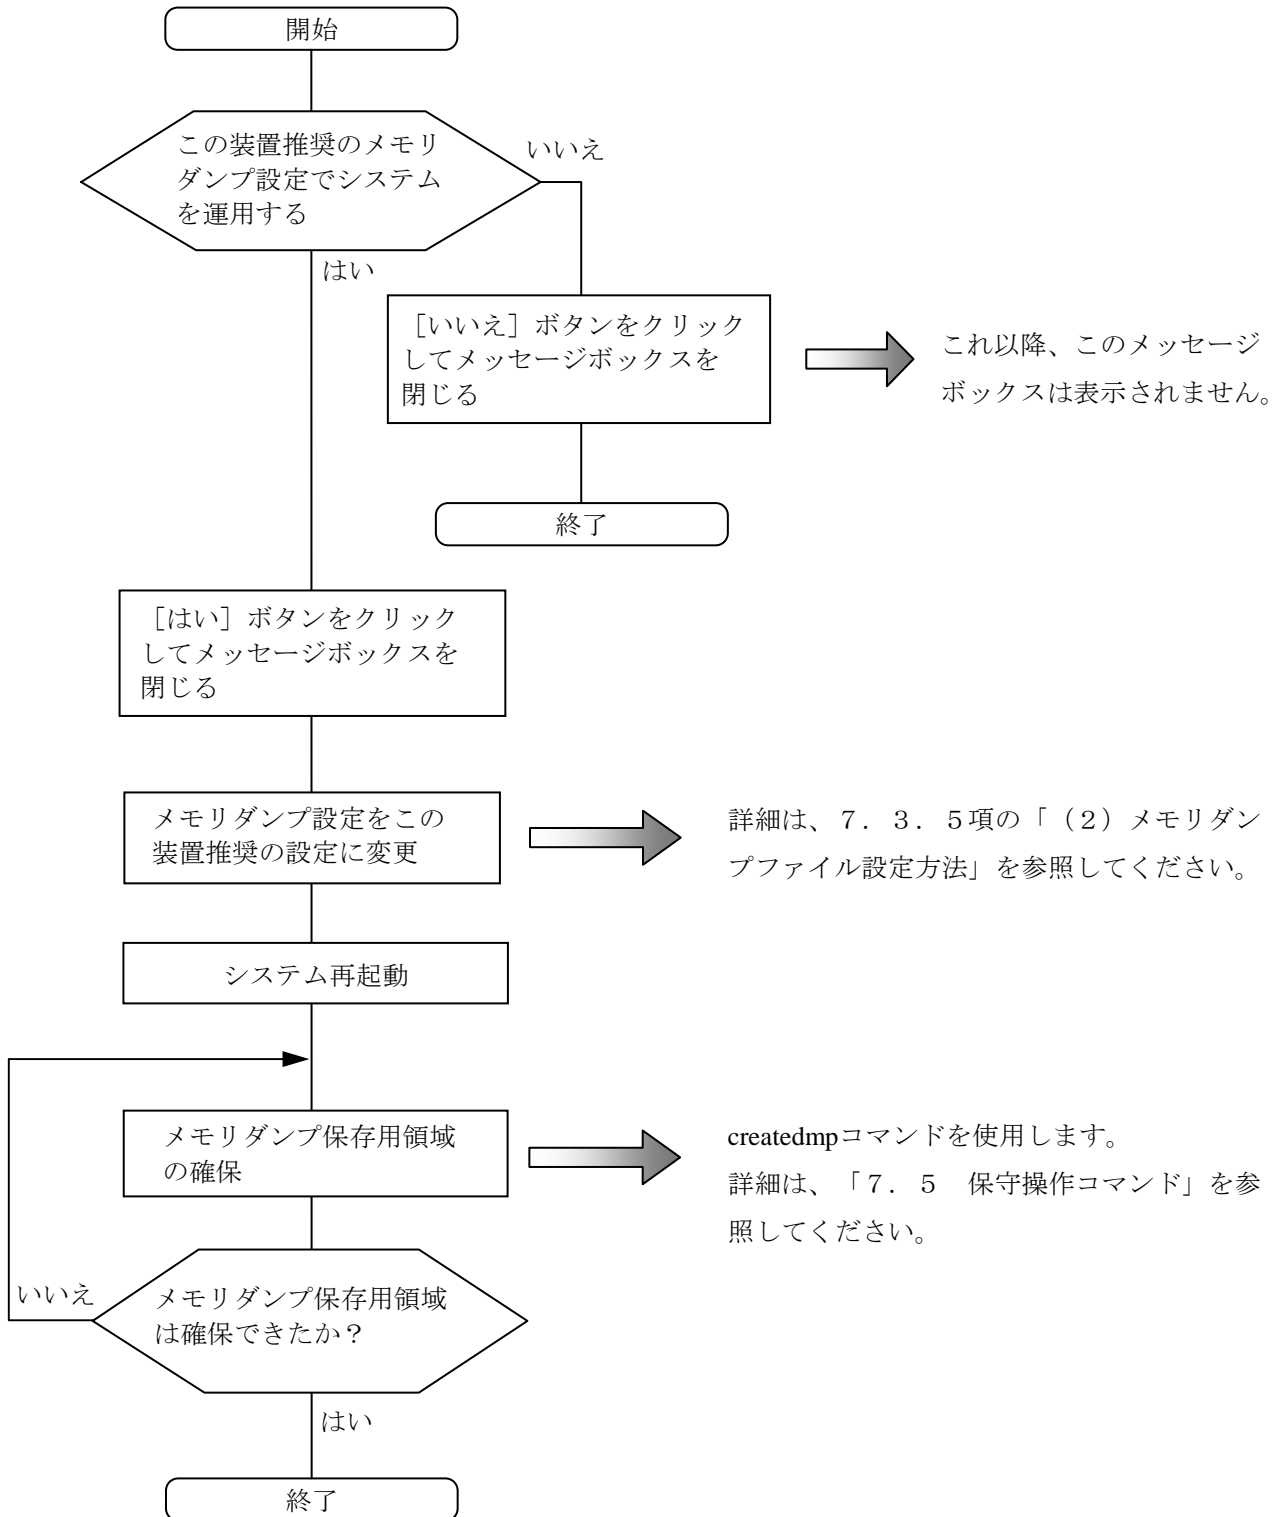 開始
この装置推奨のメモリ
ダンプ設定でシステム
を運用する
いいえ
はい
［いいえ］ボタンをクリック
してメッセージボックスを
閉じる
これ以降、このメッセージ
ボックスは表示されません。
終了
［はい］ボタンをクリック
してメッセージボックスを
閉じる
メモリダンプ設定をこの
装置推奨の設定に変更
詳細は、７．３．５項の「（２）メモリダン
プファイル設定方法」を参照してください。
システム再起動
メモリダンプ保存用領域
の確保
createdmpコマンドを使用します。
詳細は、「７．５　保守操作コマンド」を参
照してください。
いいえ
メモリダンプ保存用領域
は確保できたか？
はい
終了